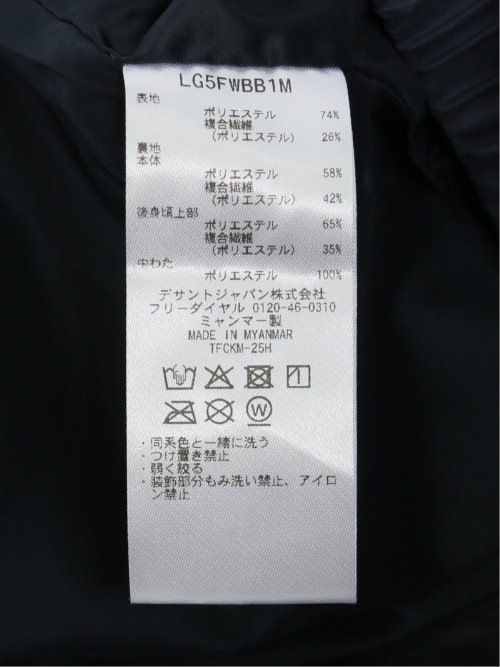 LG5FWBB1M
表地
ポリエステル 74%
複合繊維
(ポリエステル) 26%
裏地
本体
ポリエステル 58%
複合繊維
(ポリエステル) 42%
後身頃上部
ポリエステル 65%
複合繊維
(ポリエステル) 35%
中わた
ポリエステル 100%
デサントジャパン株式会社
フリーダイヤル 0120-46-0310
ミャンマー製
MADE IN MYANMAR
TFCKM-25H
W
・同系色と一緒に洗う
・つけ置き禁止
・弱く絞る
・装飾部分もみ洗い禁止、アイロ
ン禁止